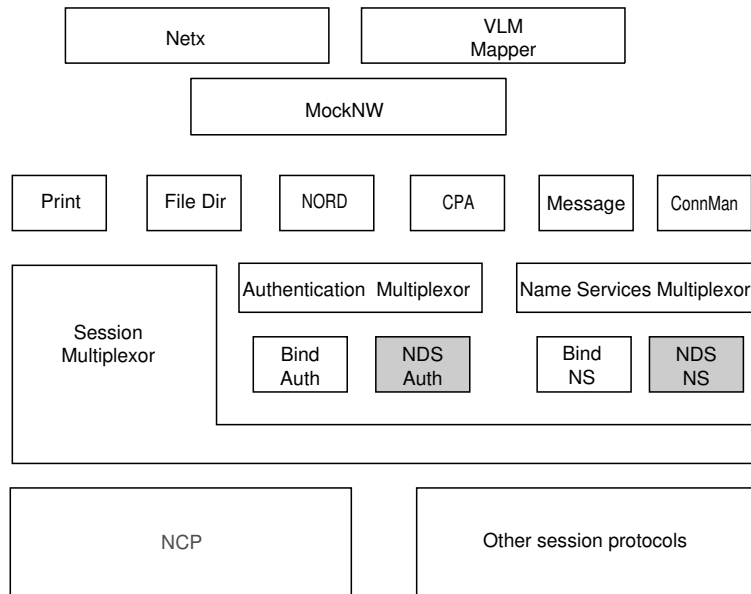 Netx
VLM
Mapper
MockNW
Print
File Dir
NORD
CPA
Message
ConnMan
Session
Multiplexor
Authentication Multiplexor
Name Services Multiplexor
Bind
Auth
NDS
Auth
Bind
NS
NDS
NS
NCP
Other session protocols